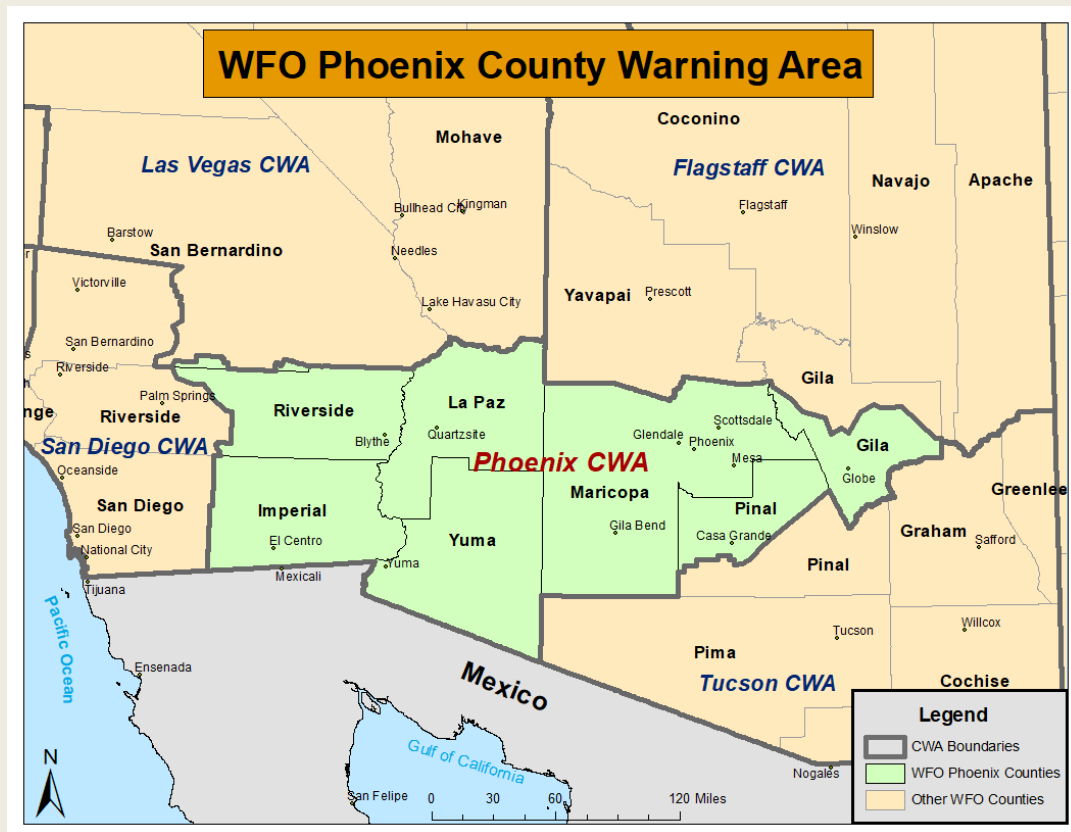 WFO Phoenix County Warning Area
Coconino
Mohave
Las Vegas CWA
Flagstaff CWA
Navajo
Apache
Bullhead City
Kingman
Flagstaff
Barstow
San Bernardino
Winslow
Needles
Victorville
Yavapai
Prescott
Lake Havasu City
San Bernardino
Riverside
Gila
Palm Springs
Riverside
Riverside
La Paz
San Diego CWA
Blythe
Quartzsite
Glendale
Scottsdale
Phoenix
Gila
nge
Phoenix CWA
Mesa
Globe
Oceanside
Maricopa
Greenlee
San Diego
Imperial
Pinal
San Diego
Gila Bend
Graham
National City
El Centro
Yuma
Casa Grande
Safford
Tijuana
Mexicali
Yuma
Pinal
Pacific Ocean
Tucson
Willcox
Ensenada
Mexico
Pima
Tucson CWA
Cochise
Legend
CWA Boundaries
WFO Phoenix Counties
Other WFO Counties
N
Gulf of California
Nogales
San Felipe
0 30 60 120 Miles